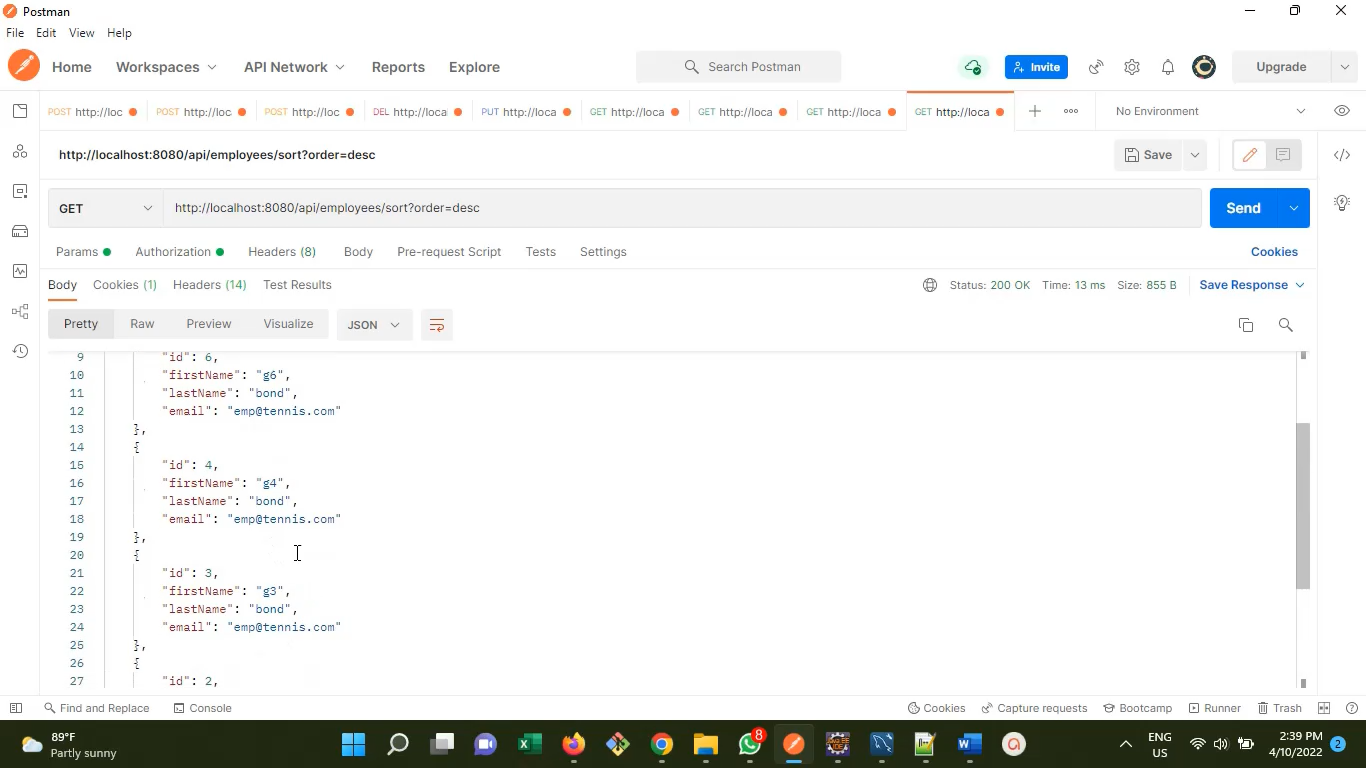 Postman
File Edit View Help
Home Workspaces API Network Reports Explore Search Postman Invite Upgrade
POST http://loc POST http://loc POST http://loc DEL http://loca PUT http://loca GET http://loca GET http://loca GET http://loca GET http://loca No Environment
http://localhost:8080/api/employees/sort?order=desc Save
GET http://localhost:8080/api/employees/sort?order=desc Send
Params Authorization Headers (8) Body Pre-request Script Tests Settings Cookies
Body Cookies (1) Headers (14) Test Results Status: 200 OK Time: 13 ms Size: 855 B Save Response
Pretty Raw Preview Visualize JSON
9 "id": 6,
10 "firstName": "g6",
11 "lastName": "bond",
12 "email": "emp@tennis.com"
13 },
14 {
15 "id": 4,
16 "firstName": "g4",
17 "lastName": "bond",
18 "email": "emp@tennis.com"
19 },
20 {
21 "id": 3,
22 "firstName": "g3",
23 "lastName": "bond",
24 "email": "emp@tennis.com"
25 },
26 {
27 "id": 2,
Find and Replace Console Cookies Capture requests Bootcamp Runner Trash
89°F
Partly sunny
8
ENG
US
2:39 PM
4/10/2022
2